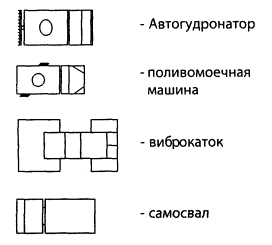 - Автогудронатор
- поливомоечная
машина
- виброкаток
- самосвал